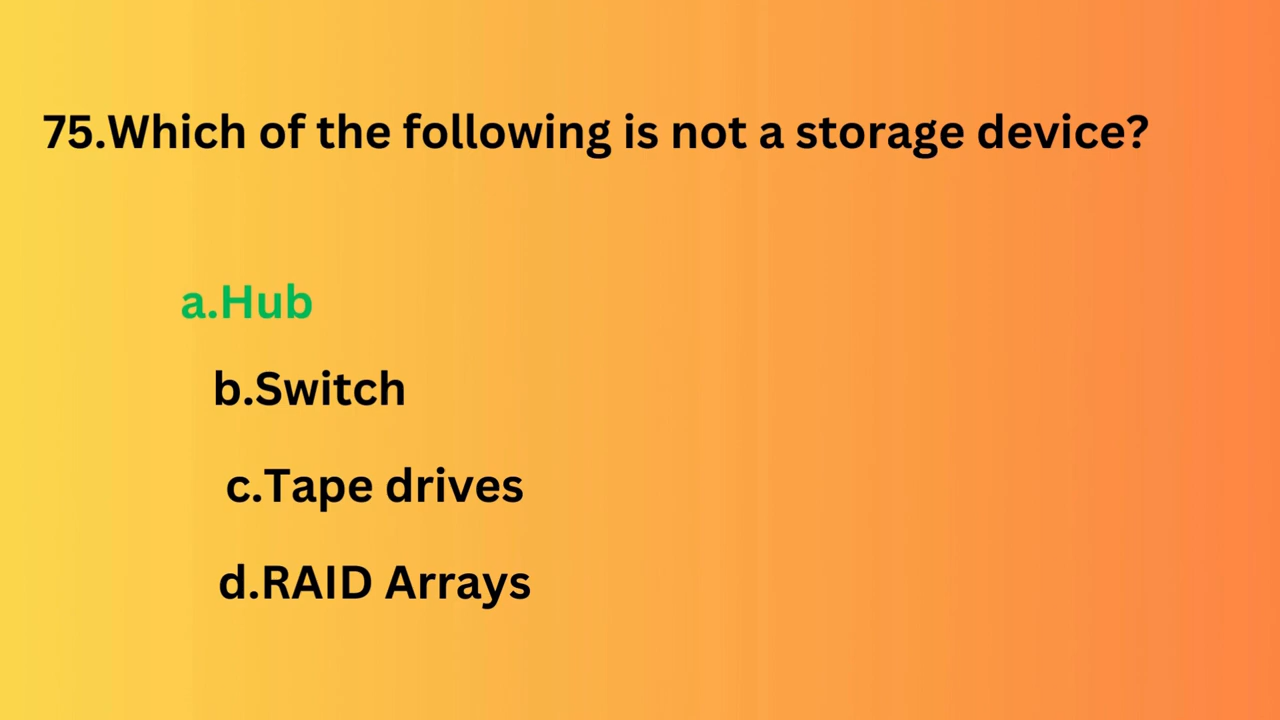 75.Which of the following is not a storage device?
a.Hub
b.Switch
c.Tape drives
d.RAID Arrays